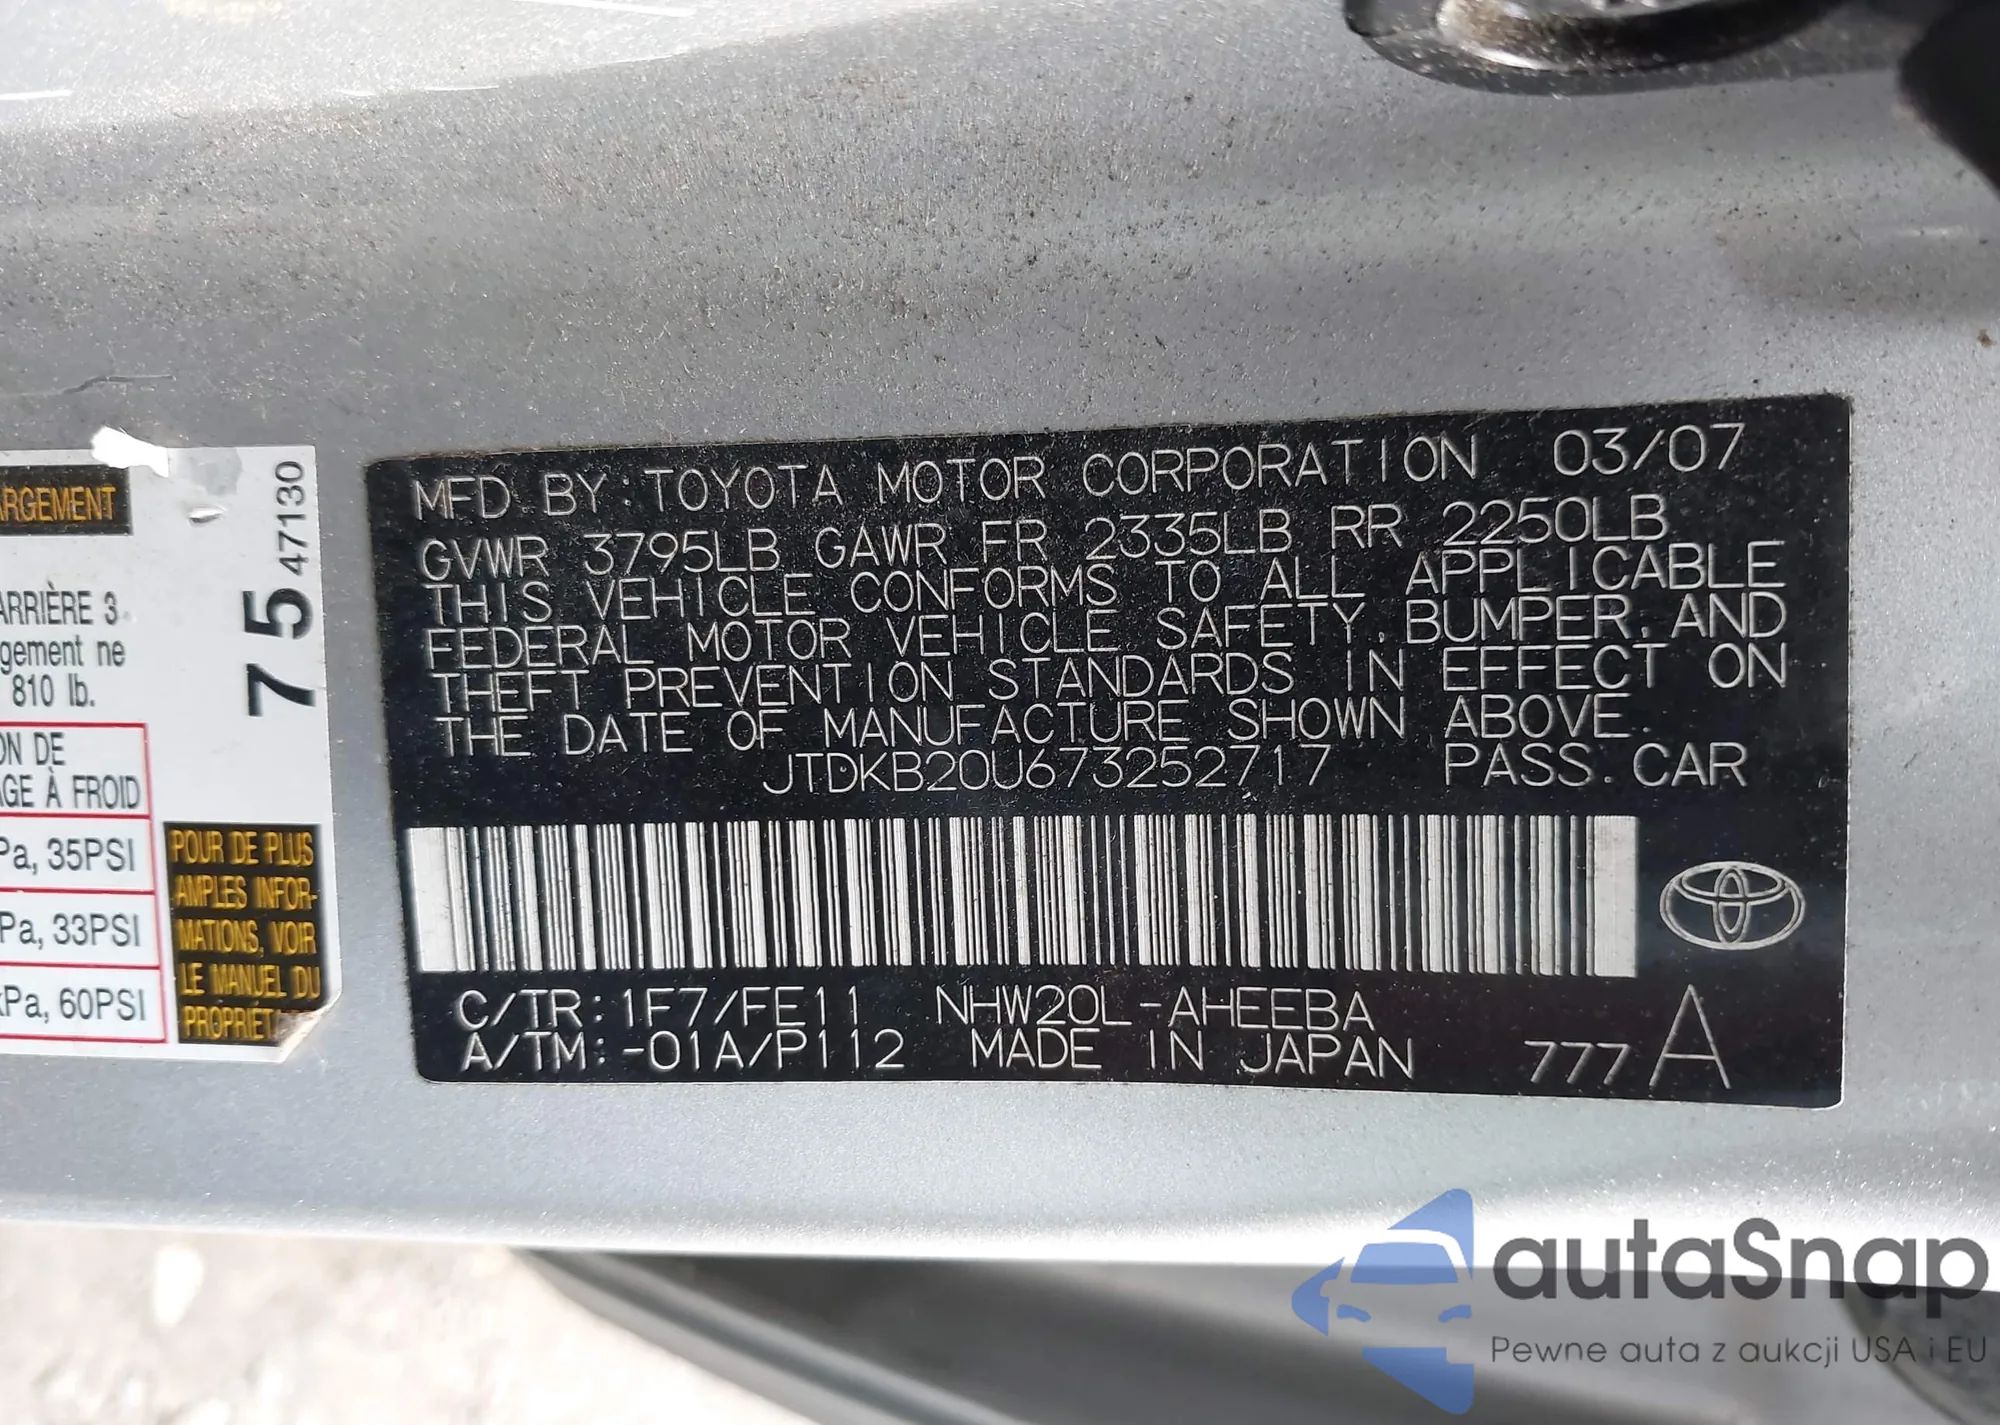 ARGEMENT
ARRIÈRE 3
gement ne
810 lb.
ON DE
GE À FROID
Pa, 35PSI
Pa, 33PSI
kPa, 60PSI
75 47130
POUR DE PLUS
AMPLES INFOR-
MATIONS, VOIR
LE MANUEL DU
PROPRIÉT
MFD BY: TOYOTA MOTOR CORPORATION 03/07
GVWR 3795LB GAWR FR 2335LB RR 2250LB
THIS VEHICLE CONFORMS TO ALL APPLICABLE
FEDERAL MOTOR VEHICLE SAFETY, BUMPER, AND
THEFT PREVENTION STANDARDS IN EFFECT ON
THE DATE OF MANUFACTURE SHOWN ABOVE.
JTDKB20U673252717 PASS. CAR
C/TR: 1F7/FE11 NHW20L-AHEEBA
A/TM: -01A/P112 MADE IN JAPAN 777 A
autaSnap
Pewne auta z aukcji USA i EU